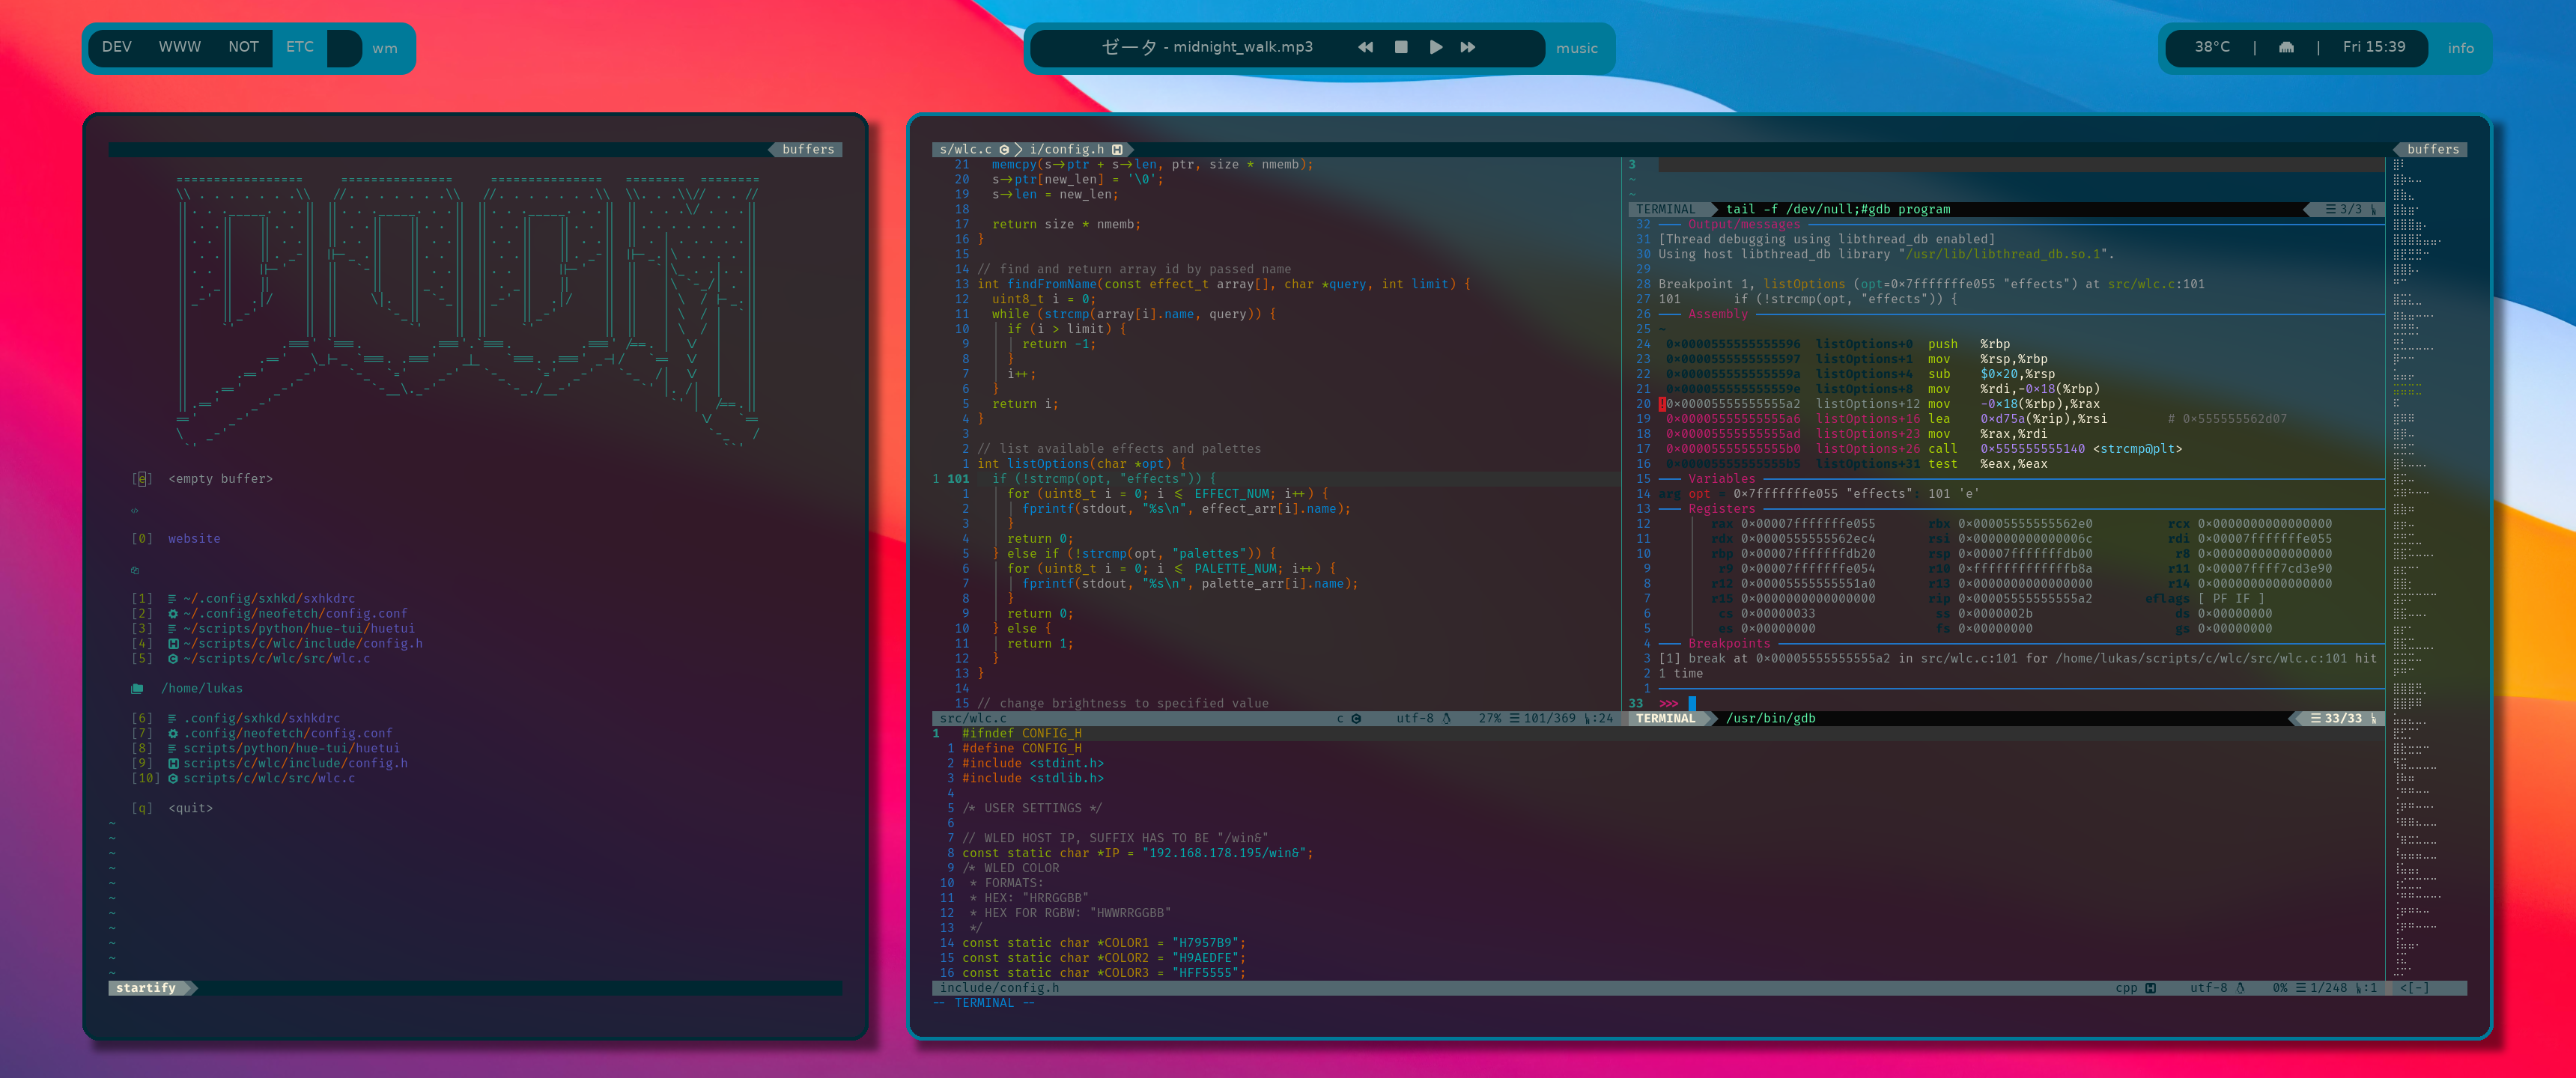 DEV WWW NOT ETC wm
ゼータ - midnight_walk.mp3 music
38°C | | Fri 15:39 info
buffers
[e] <empty buffer>
[0] website
[1] ~/.config/sxhkd/sxhkdrc
[2] ~/.config/neofetch/config.conf
[3] ~/scripts/python/hue-tui/huetui
[4] ~/scripts/c/wlc/include/config.h
[5] ~/scripts/c/wlc/src/wlc.c
/home/lukas
[6] .config/sxhkd/sxhkdrc
[7] .config/neofetch/config.conf
[8] scripts/python/hue-tui/huetui
[9] scripts/c/wlc/include/config.h
[10] scripts/c/wlc/src/wlc.c
[q] <quit>
~
~
~
~
~
~
~
~
~
~
~
startify
s/wlc.c i/config.h
21 memcpy(s->ptr + s->len, ptr, size * nmemb);
20 s->ptr[new_len] = '\0';
19 s->len = new_len;
18
17 return size * nmemb;
16 }
15
14 // find and return array id by passed name
13 int findFromName(const effect_t array[], char *query, int limit) {
12 uint8_t i = 0;
11 while (strcmp(array[i].name, query)) {
10 if (i > limit) {
9 return -1;
8 }
7 i++;
6 }
5 return i;
4 }
3
2 // list available effects and palettes
1 int listOptions(char *opt) {
1 101 if (!strcmp(opt, "effects")) {
1 for (uint8_t i = 0; i <= EFFECT_NUM; i++) {
2 fprintf(stdout, "%s\n", effect_arr[i].name);
3 }
4 return 0;
5 } else if (!strcmp(opt, "palettes")) {
6 for (uint8_t i = 0; i <= PALETTE_NUM; i++) {
7 fprintf(stdout, "%s\n", palette_arr[i].name);
8 }
9 return 0;
10 } else {
11 return 1;
12 }
13 }
14
15 // change brightness to specified value
src/wlc.c c utf-8 27% 101/369 :24
3
~
~
TERMINAL tail -f /dev/null;#gdb program 3/3
32 Output/messages
31 [Thread debugging using libthread_db enabled]
30 Using host libthread_db library "/usr/lib/libthread_db.so.1".
29
28 Breakpoint 1, listOptions (opt=0x7fffffffe055 "effects") at src/wlc.c:101
27 101 if (!strcmp(opt, "effects")) {
26 Assembly
25 ~
24 0x0000555555555596 listOptions+0 push %rbp
23 0x0000555555555597 listOptions+1 mov %rsp,%rbp
22 0x000055555555559a listOptions+4 sub $0x20,%rsp
21 0x000055555555559e listOptions+8 mov %rdi,-0x18(%rbp)
20 !0x00005555555555a2 listOptions+12 mov -0x18(%rbp),%rax
19 0x00005555555555a6 listOptions+16 lea 0xd75a(%rip),%rsi # 0x555555562d07
18 0x00005555555555ad listOptions+23 mov %rax,%rdi
17 0x00005555555555b0 listOptions+26 call 0x555555555140 <strcmp@plt>
16 0x00005555555555b5 listOptions+31 test %eax,%eax
15 Variables
14 arg opt = 0x7fffffffe055 "effects": 101 'e'
13 Registers
12 rax 0x00007fffffffe055 rbx 0x00005555555562e0 rcx 0x0000000000000000
11 rdx 0x0000555555562ec4 rsi 0x000000000000006c rdi 0x00007fffffffe055
10 rbp 0x00007fffffffdb20 rsp 0x00007fffffffdb00 r8 0x0000000000000000
9 r9 0x00007fffffffe054 r10 0xfffffffffffffb8a r11 0x00007ffff7cd3e90
8 r12 0x00005555555551a0 r13 0x0000000000000000 r14 0x0000000000000000
7 r15 0x0000000000000000 rip 0x00005555555555a2 eflags [ PF IF ]
6 cs 0x00000033 ss 0x0000002b ds 0x00000000
5 es 0x00000000 fs 0x00000000 gs 0x00000000
4 Breakpoints
3 [1] break at 0x00005555555555a2 in src/wlc.c:101 for /home/lukas/scripts/c/wlc/src/wlc.c:101 hit
2 1 time
1
33 >>>
TERMINAL /usr/bin/gdb 33/33
buffers
1 #ifndef CONFIG_H
1 #define CONFIG_H
2 #include <stdint.h>
3 #include <stdlib.h>
4
5 /* USER SETTINGS */
6
7 // WLED HOST IP, SUFFIX HAS TO BE "/win&"
8 const static char *IP = "192.168.178.195/win&";
9 /* WLED COLOR
10 * FORMATS:
11 * HEX: "HRRGGBB"
12 * HEX FOR RGBW: "HWWRRGGBB"
13 */
14 const static char *COLOR1 = "H7957B9";
15 const static char *COLOR2 = "H9AEDFE";
16 const static char *COLOR3 = "HFF5555";
include/config.h cpp utf-8 0% 1/248 :1 <[-]
-- TERMINAL --